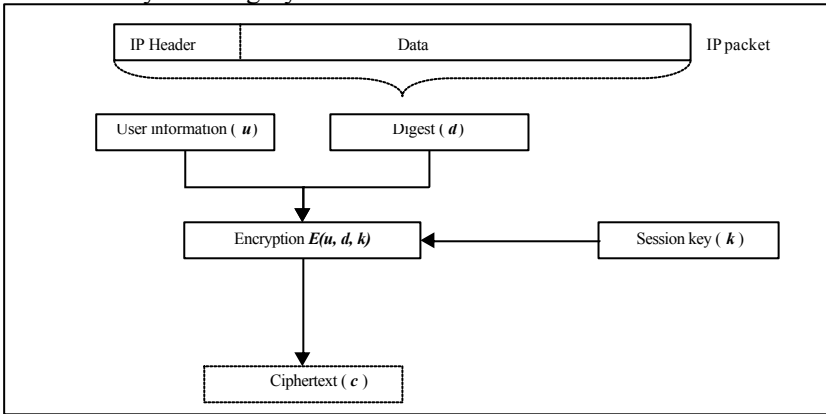 IP Header Data IP packet
User information ( u) Digest ( d)
Encryption E(u, d, k) Session key ( k )
Ciphertext ( c )